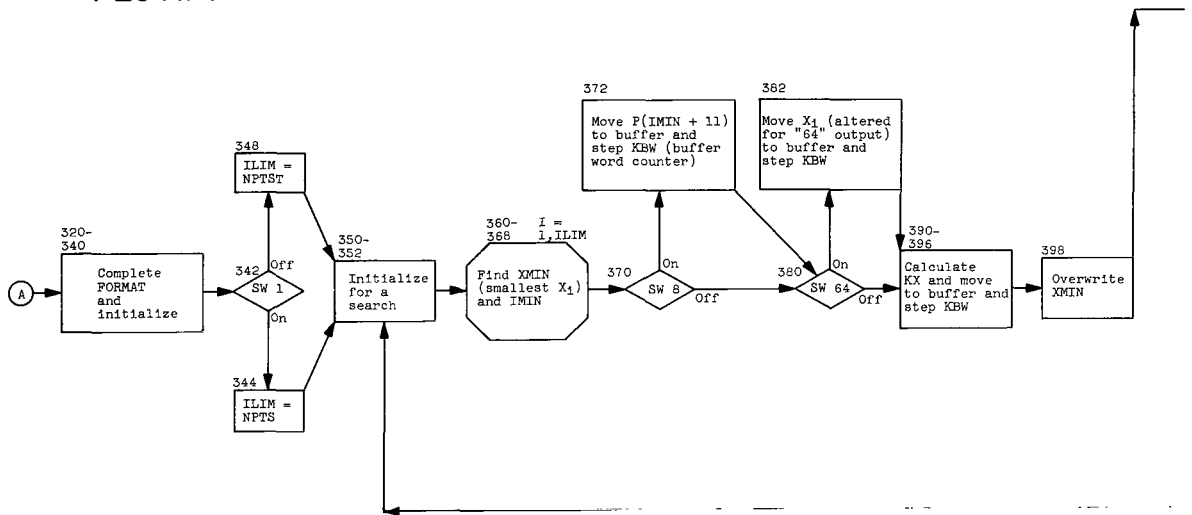 A
320-
340
Complete
FORMAT
and
initialize
348
ILIM =
NPTST
342
SW 1
Off
On
344
ILIM =
NPTS
350-
352
Initialize
for a
search
360-
368
I =
1,ILIM
Find XMIN
(smallest X1)
and IMIN
370
SW 8
On
Off
372
Move P(IMIN + 11)
to buffer and
step KBW (buffer
word counter)
380
SW 64
On
Off
382
Move X1 (altered
for "64" output)
to buffer and
step KBW
390-
396
Calculate
KX and move
to buffer and
step KBW
398
Overwrite
XMIN